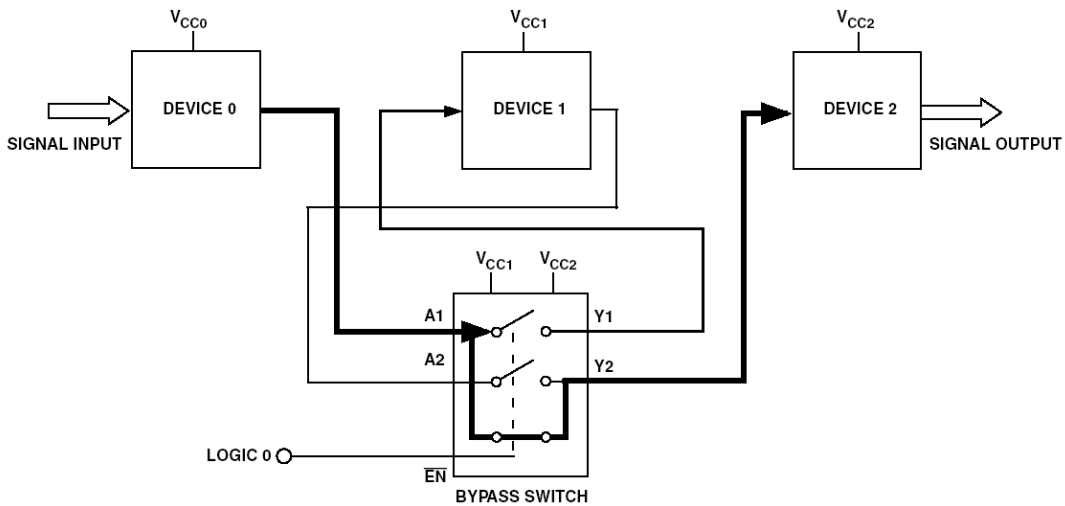 VCC0
VCC1
VCC2
DEVICE 0
DEVICE 1
DEVICE 2
SIGNAL INPUT
SIGNAL OUTPUT
VCC1
VCC2
A1
Y1
A2
Y2
LOGIC 0
E̅N̅
BYPASS SWITCH